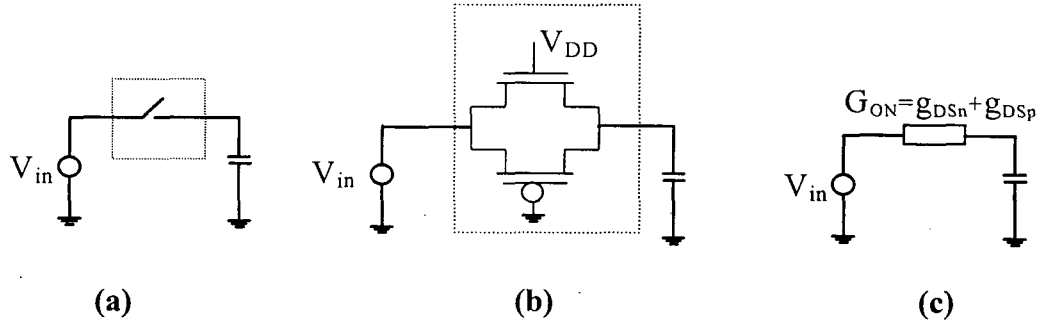 V_DD
G_ON=g_DSn+g_DSp
V_in
V_in
V_in
(a)
(b)
(c)